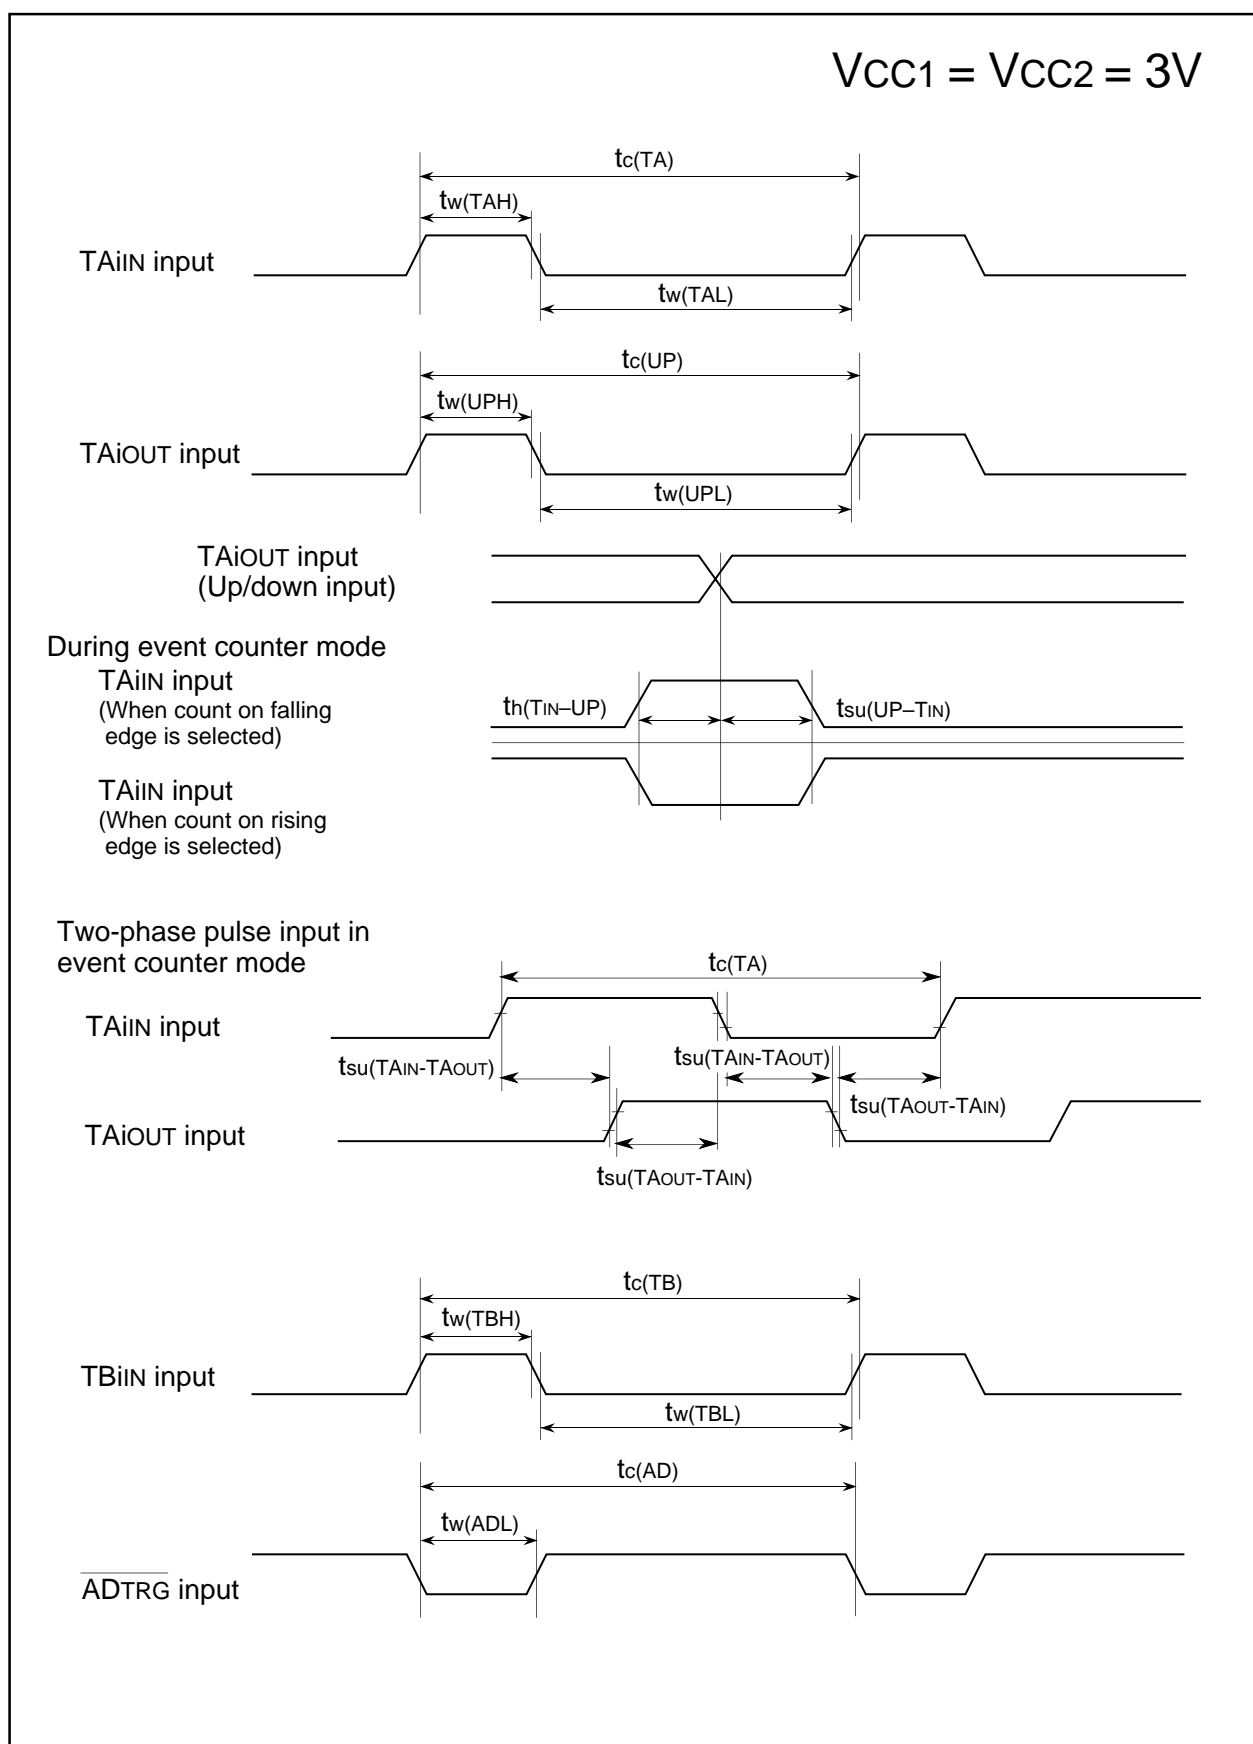 VCC1 = VCC2 = 3V
tc(TA)
tw(TAH)
TAiIN input
tw(TAL)
tc(UP)
tw(UPH)
TAiOUT input
tw(UPL)
TAiOUT input
(Up/down input)
During event counter mode
TAiIN input
(When count on falling
edge is selected)
th(TIN–UP)
tsu(UP–TIN)
TAiIN input
(When count on rising
edge is selected)
Two-phase pulse input in
event counter mode
tc(TA)
TAiIN input
tsu(TAIN-TAOUT)
tsu(TAIN-TAOUT)
tsu(TAOUT-TAIN)
TAiOUT input
tsu(TAOUT-TAIN)
tc(TB)
tw(TBH)
TBiIN input
tw(TBL)
tc(AD)
tw(ADL)
ADTRG input